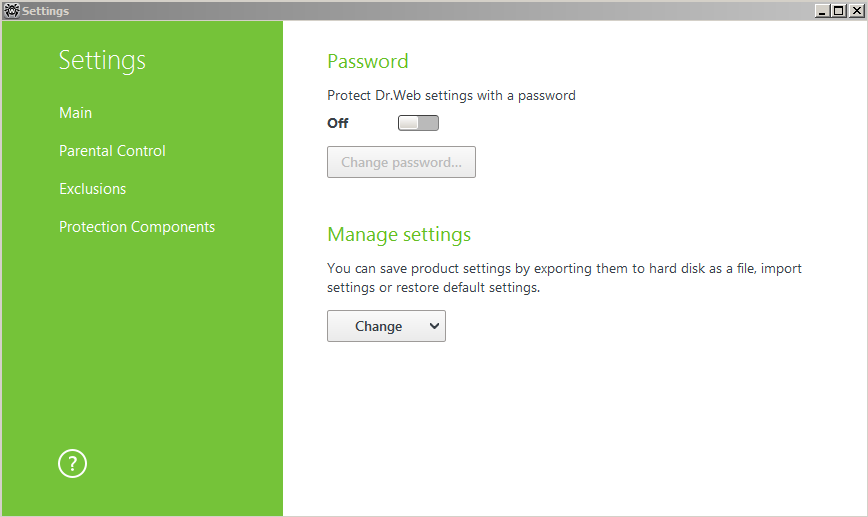 Settings
Settings
Main
Parental Control
Exclusions
Protection Components
?
Password
Protect Dr.Web settings with a password
Off
Change password...
Manage settings
You can save product settings by exporting them to hard disk as a file, import
settings or restore default settings.
Change